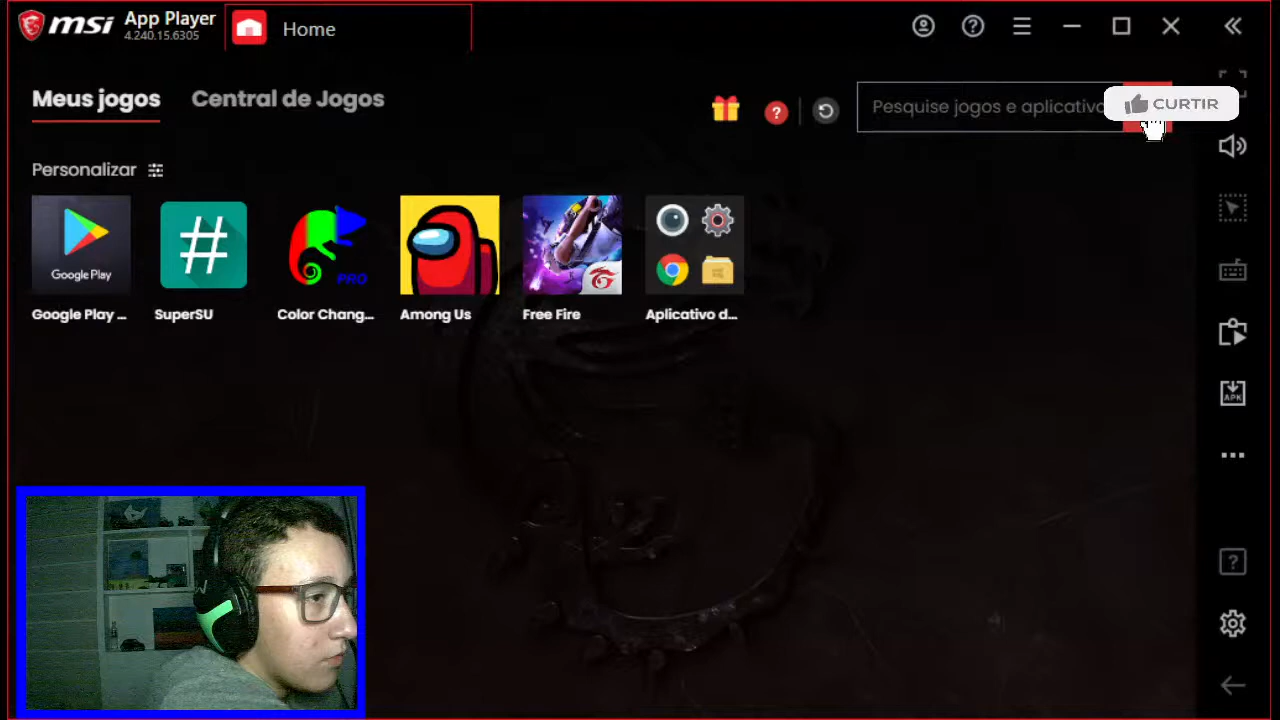 msi App Player
4.240.15.6305
Home
Meus jogos Central de Jogos
Pesquise jogos e aplicativo
CURTIR
Personalizar
Google Play
PRO
Google Play ... SuperSU Color Chang... Among Us Free Fire Aplicativo d...
APK